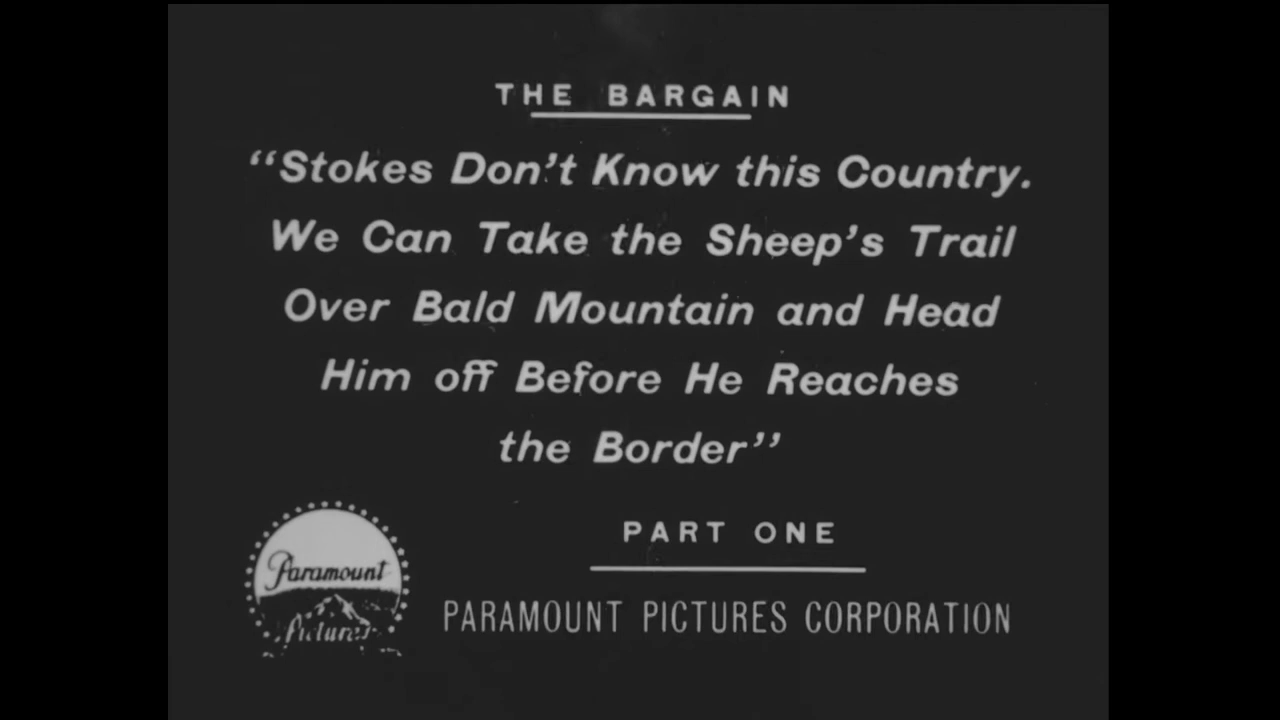 THE BARGAIN
“Stokes Don’t Know this Country.
We Can Take the Sheep’s Trail
Over Bald Mountain and Head
Him off Before He Reaches
the Border”
PART ONE
Paramount
Pictures
PARAMOUNT PICTURES CORPORATION